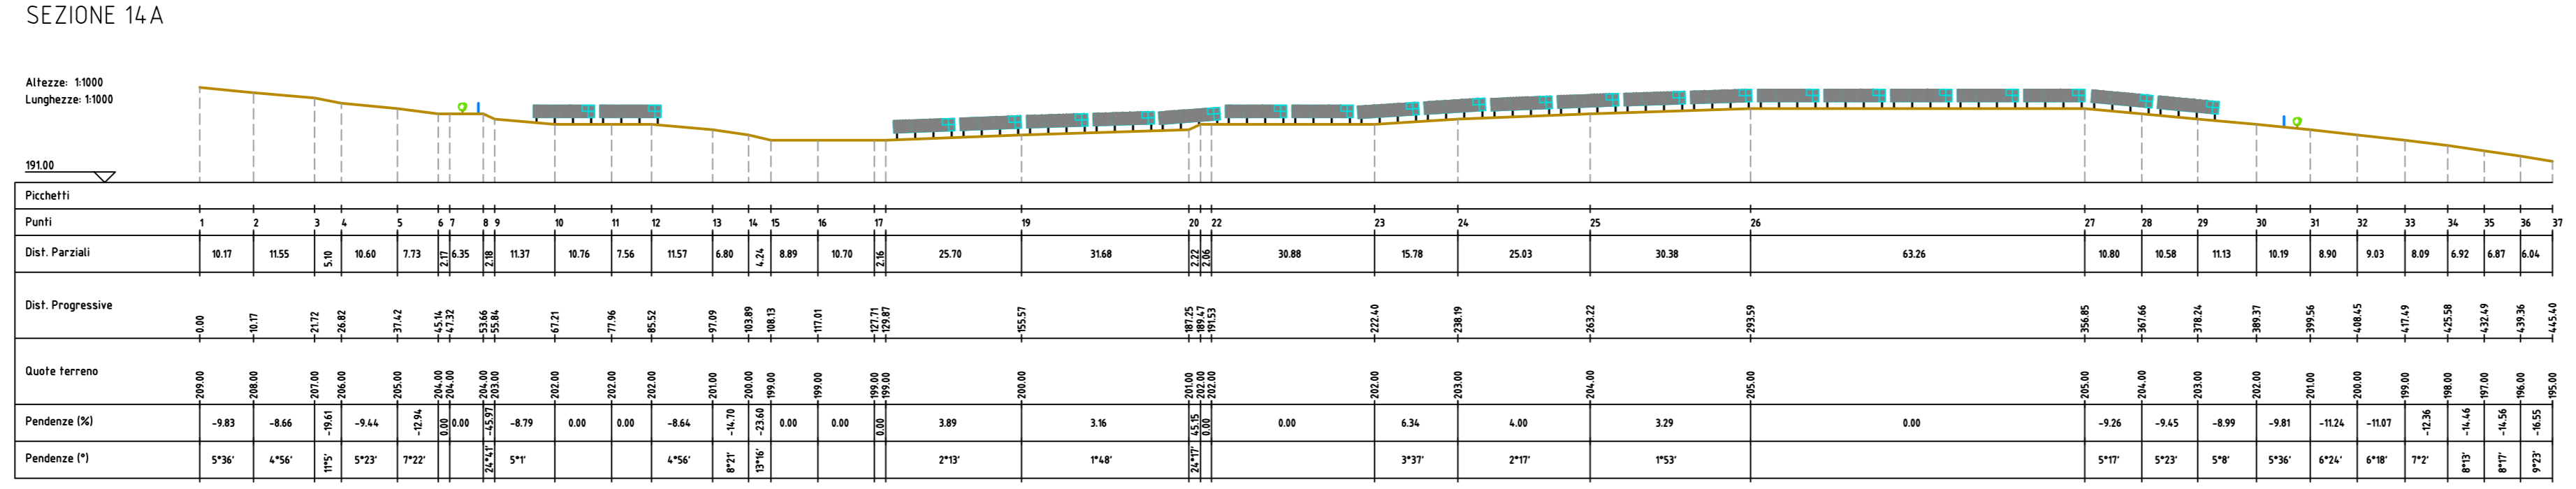 SEZIONE 14A
Altezze: 1:1000
Lunghezze: 1:1000
191.00
Picchetti
Punti 1 2 3 4 5 6 7 8 9 10 11 12 13 14 15 16 17 19 20 22 23 24 25 26 27 28 29 30 31 32 33 34 35 36 37
Dist. Parziali 10.17 11.55 5.10 10.60 7.73 2.17 6.35 2.18 11.37 10.76 7.56 11.57 6.80 4.24 8.89 10.70 2.16 25.70 31.68 2.22 2.06 30.88 15.78 25.03 30.38 63.26 10.80 10.58 11.13 10.19 8.90 9.03 8.09 6.92 6.87 6.04
Dist. Progressive 0.00 10.17 21.72 26.82 37.42 45.14 47.32 53.66 55.84 67.21 77.96 85.52 97.09 103.89 108.13 117.01 127.71 129.87 155.57 187.25 189.47 191.53 222.40 238.19 263.22 293.59 356.85 367.66 378.24 389.37 399.56 408.45 417.49 425.58 432.49 439.36 445.40
Quote terreno 209.00 208.00 207.00 206.00 205.00 204.00 204.00 204.00 203.00 202.00 202.00 202.00 201.00 200.00 199.00 199.00 199.00 199.00 200.00 201.00 202.00 202.00 202.00 203.00 204.00 205.00 205.00 204.00 203.00 202.00 201.00 200.00 199.00 198.00 197.00 196.00 195.00
Pendenze (%) -9.83 -8.66 -19.61 -9.44 -12.94 0.00 0.00 -45.97 -8.79 0.00 0.00 -8.64 -14.70 -23.60 0.00 0.00 0.00 3.89 3.16 45.15 0.00 0.00 6.34 4.00 3.29 0.00 -9.26 -9.45 -8.99 -9.81 -11.24 -11.07 -12.36 -14.46 -14.56 -16.55
Pendenze (°) 5°36' 4°56' 11°5' 5°23' 7°22' 24°41' 5°1' 4°56' 8°21' 13°16' 2°13' 1°48' 24°17' 3°37' 2°17' 1°53' 5°17' 5°23' 5°8' 5°36' 6°24' 6°18' 7°2' 8°13' 8°17' 9°23'